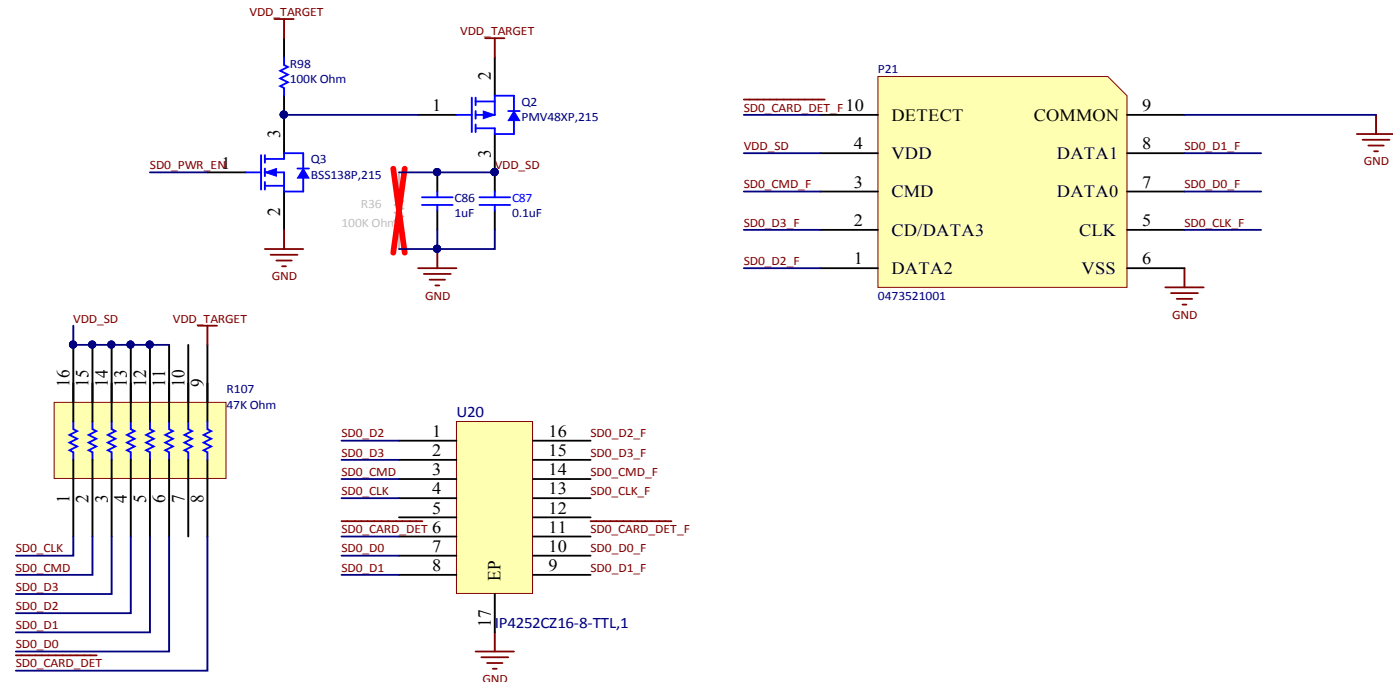 VDD_TARGET
R98
100K Ohm
3
SD0_PWR_EN
1
Q3
BSS138P,215
2
GND
VDD_TARGET
2
1
Q2
PMV48XP,215
3
VDD_SD
R36
100K Ohm
C86
1uF
C87
0.1uF
GND
P21
SD0_CARD_DET_F 10 DETECT COMMON 9
GND
VDD_SD 4 VDD DATA1 8 SD0_D1_F
SD0_CMD_F 3 CMD DATA0 7 SD0_D0_F
SD0_D3_F 2 CD/DATA3 CLK 5 SD0_CLK_F
SD0_D2_F 1 DATA2 VSS 6
0473521001
GND
VDD_SD VDD_TARGET
16 15 14 13 12 11 10 9
R107
47K Ohm
1 2 3 4 5 6 7 8
SD0_CLK
SD0_CMD
SD0_D3
SD0_D2
SD0_D1
SD0_D0
SD0_CARD_DET
U20
SD0_D2 1 16 SD0_D2_F
SD0_D3 2 15 SD0_D3_F
SD0_CMD 3 14 SD0_CMD_F
SD0_CLK 4 13 SD0_CLK_F
5 12
SD0_CARD_DET 6 11 SD0_CARD_DET_F
SD0_D0 7 10 SD0_D0_F
SD0_D1 8 9 SD0_D1_F
EP
17
IP4252CZ16-8-TTL,1
GND